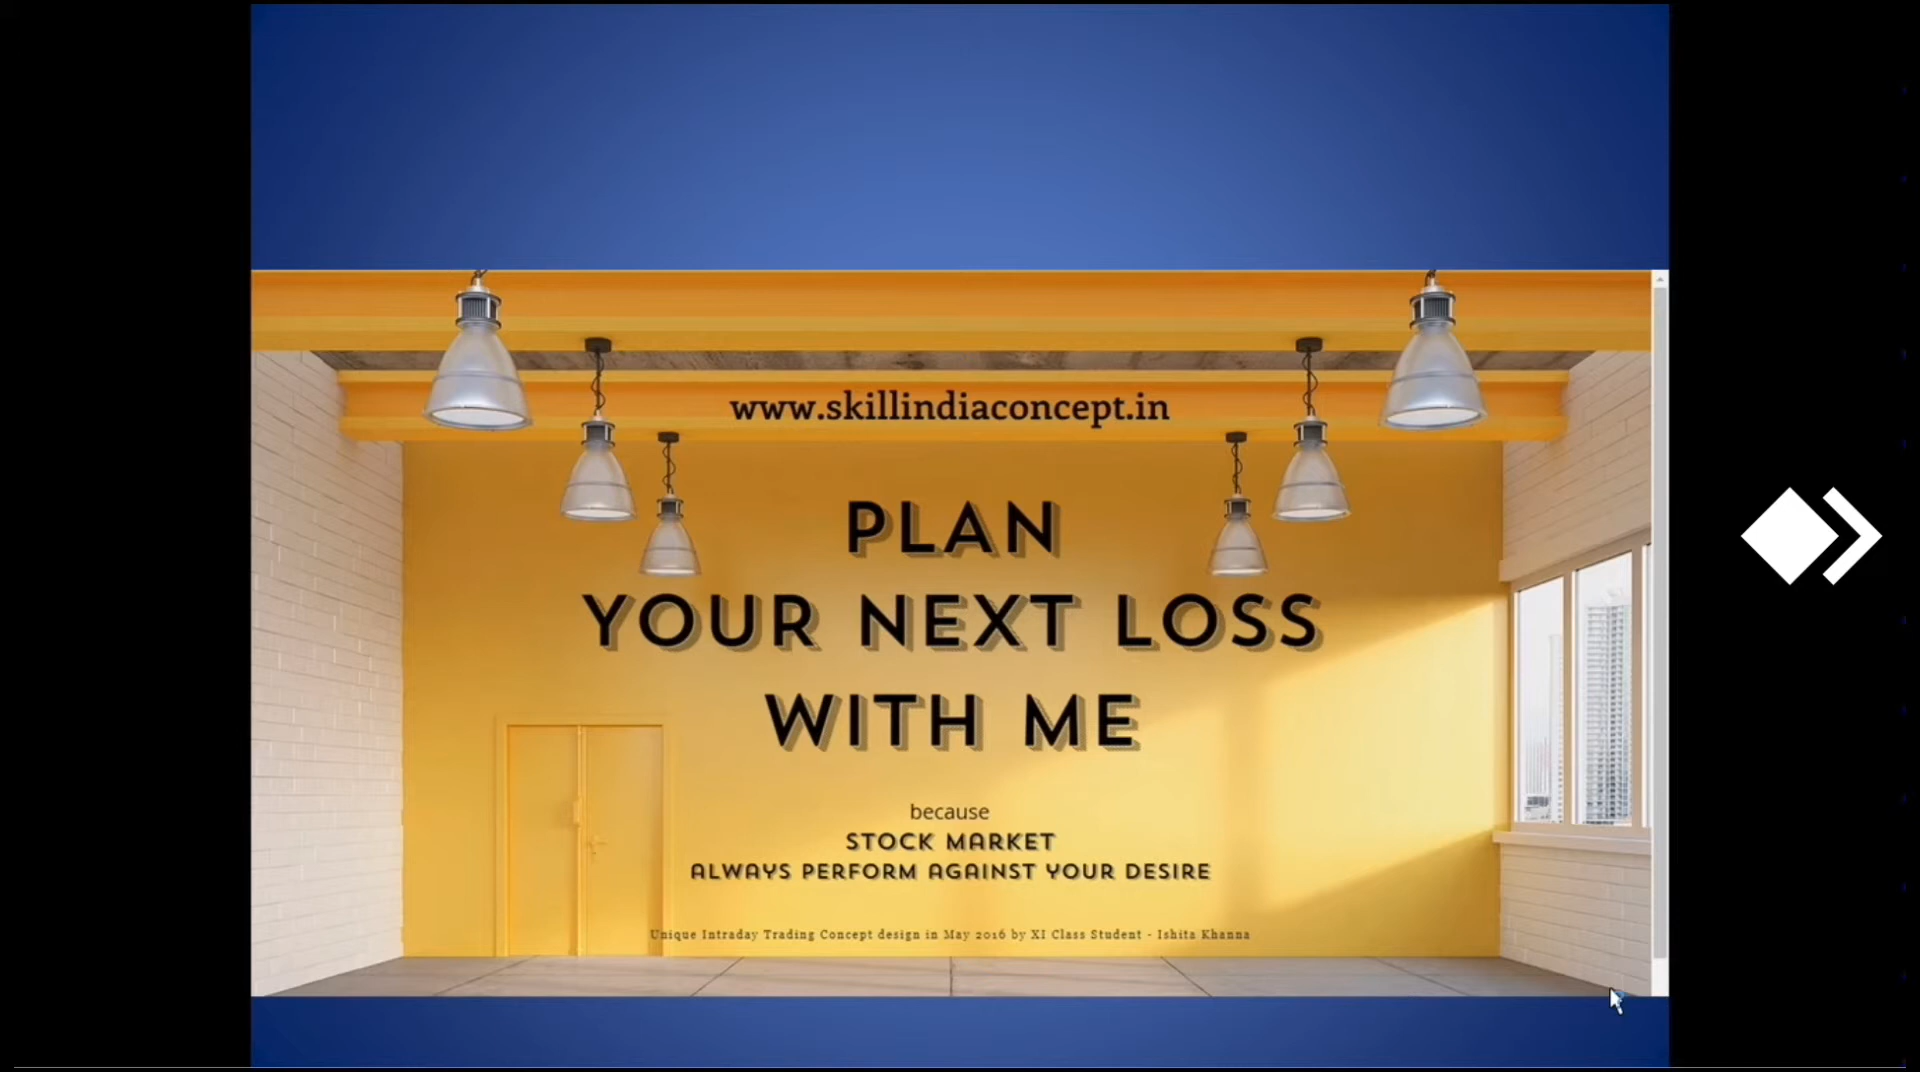 www.skillindiaconcept.in
PLAN
YOUR NEXT LOSS
WITH ME
because
STOCK MARKET
ALWAYS PERFORM AGAINST YOUR DESIRE
Unique Intraday Trading Concept design in May 2016 by XI Class Student - Ishita Khanna